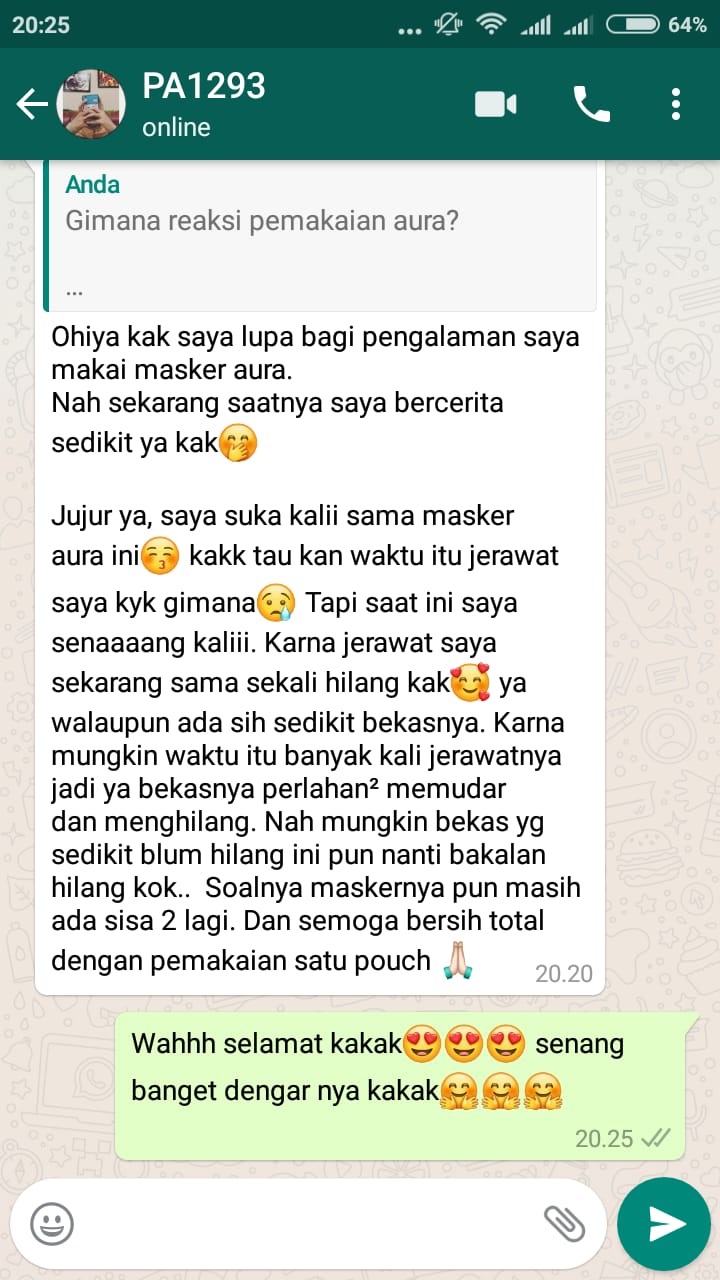 20:25
... 64%
PA1293
online
Anda
Gimana reaksi pemakaian aura?
...
Ohiya kak saya lupa bagi pengalaman saya
makai masker aura.
Nah sekarang saatnya saya bercerita
sedikit ya kak🤭
Jujur ya, saya suka kalii sama masker
aura ini😚 kakk tau kan waktu itu jerawat
saya kyk gimana😢 Tapi saat ini saya
senaaaang kaliii. Karna jerawat saya
sekarang sama sekali hilang kak🥰 ya
walaupun ada sih sedikit bekasnya. Karna
mungkin waktu itu banyak kali jerawatnya
jadi ya bekasnya perlahan² memudar
dan menghilang. Nah mungkin bekas yg
sedikit blum hilang ini pun nanti bakalan
hilang kok.. Soalnya maskernya pun masih
ada sisa 2 lagi. Dan semoga bersih total
dengan pemakaian satu pouch 🙏🏻
20.20
Wahhh selamat kakak😍😍😍 senang
banget dengar nya kakak🤗🤗🤗
20.25